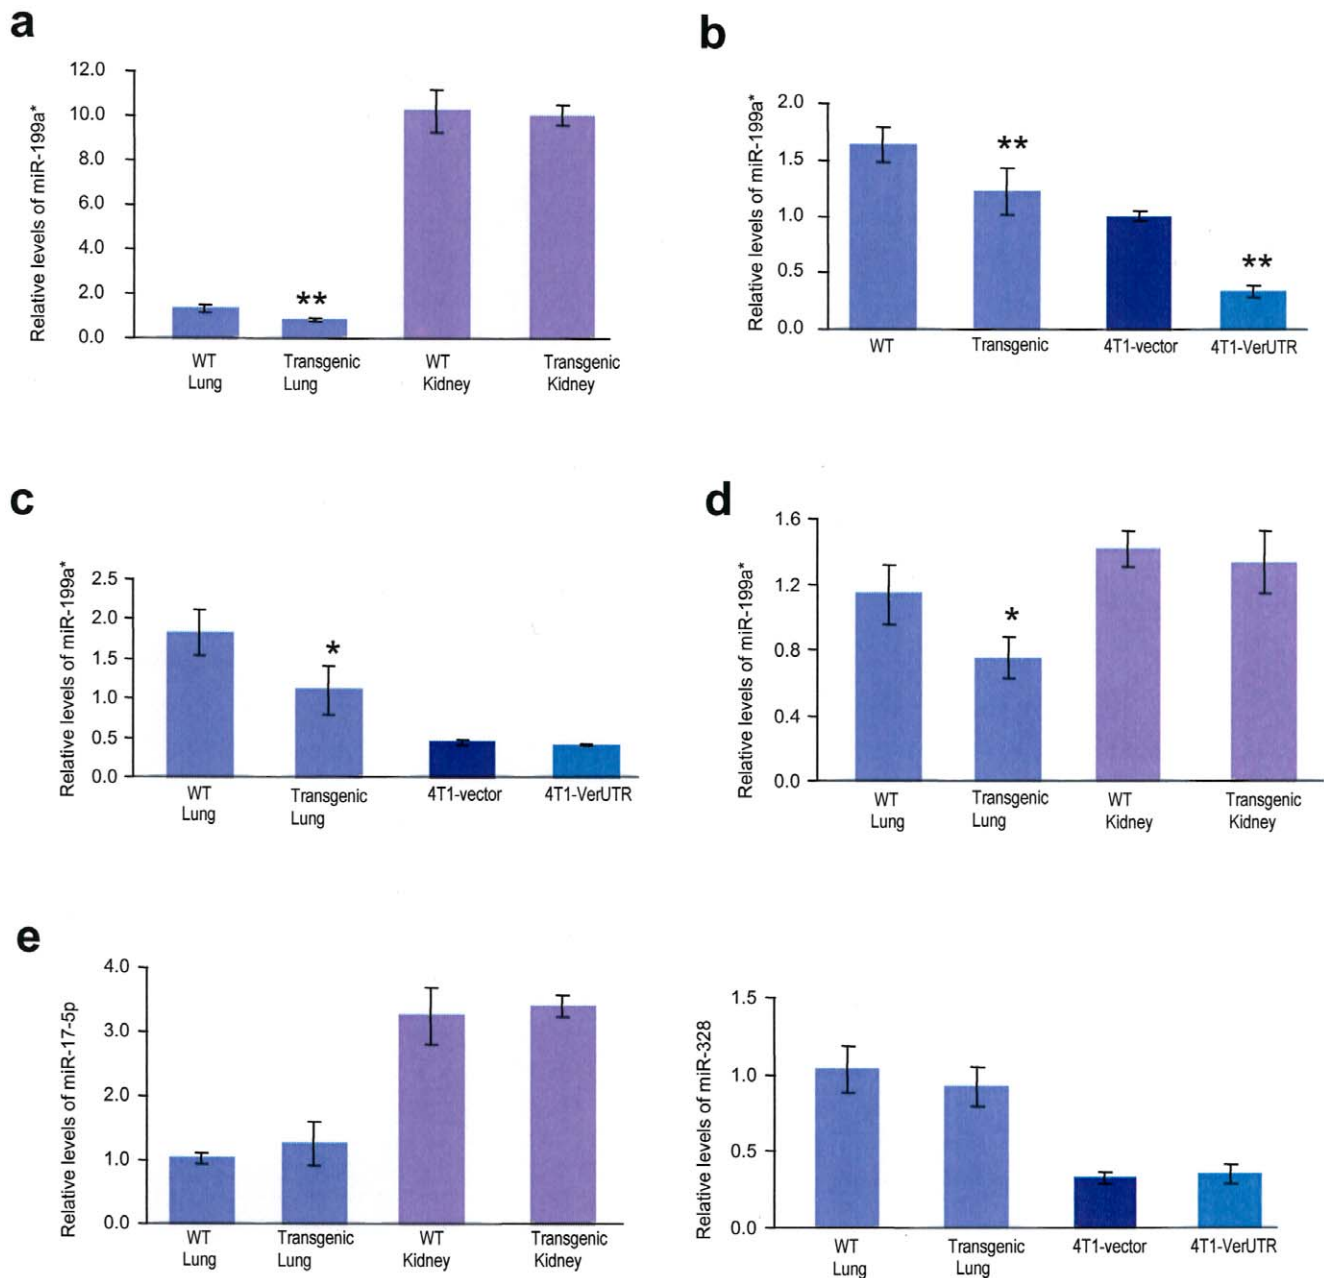 a
Relative levels of miR-199a*
12.0
10.0
8.0
6.0
4.0
2.0
0.0
**
WT
Lung
Transgenic
Lung
WT
Kidney
Transgenic
Kidney
b
Relative levels of miR-199a*
2.0
1.5
1.0
0.5
0.0
**
**
WT
Transgenic
4T1-vector
4T1-VerUTR
c
Relative levels of miR-199a*
2.5
2.0
1.5
1.0
0.5
0.0
*
WT
Lung
Transgenic
Lung
4T1-vector
4T1-VerUTR
d
Relative levels of miR-199a*
1.6
1.2
0.8
0.4
0.0
*
WT
Lung
Transgenic
Lung
WT
Kidney
Transgenic
Kidney
e
Relative levels of miR-17-5p
4.0
3.0
2.0
1.0
0.0
WT
Lung
Transgenic
Lung
WT
Kidney
Transgenic
Kidney
Relative levels of miR-328
1.5
1.0
0.5
0.0
WT
Lung
Transgenic
Lung
4T1-vector
4T1-VerUTR